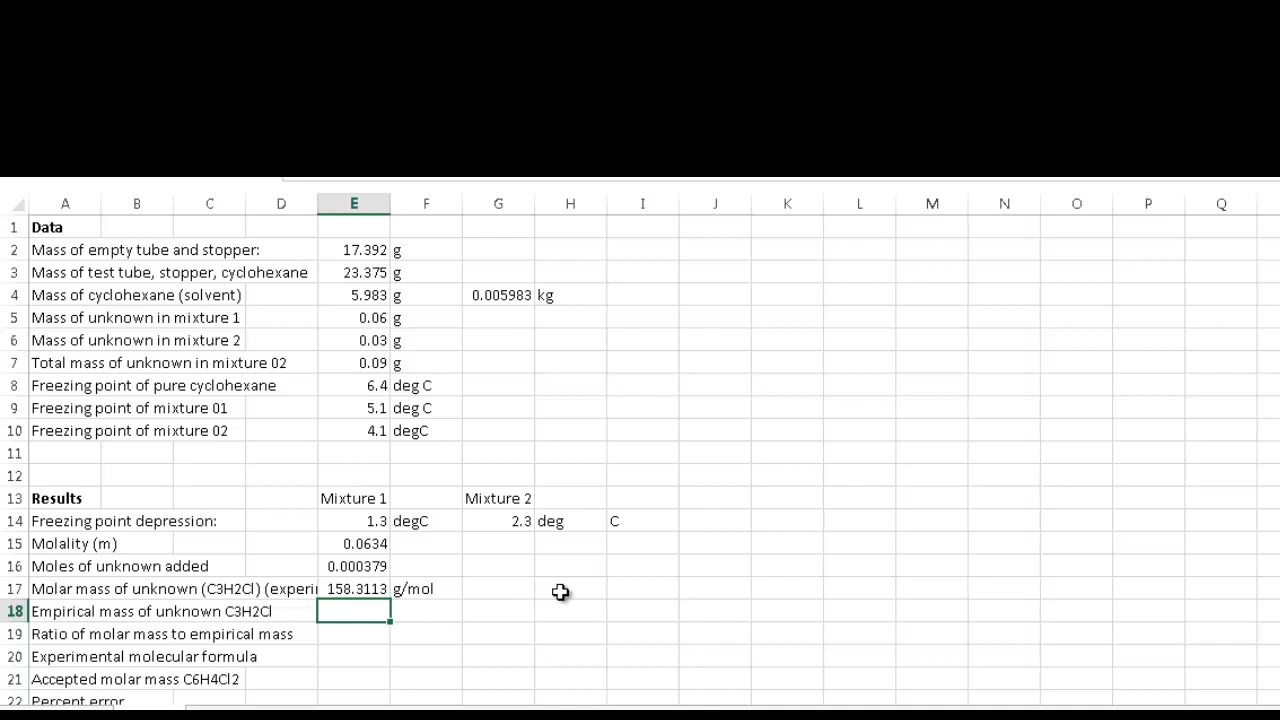 A B C D E F G H I J K L M N O P Q
1 Data
2 Mass of empty tube and stopper: 17.392 g
3 Mass of test tube, stopper, cyclohexane 23.375 g
4 Mass of cyclohexane (solvent) 5.983 g 0.005983 kg
5 Mass of unknown in mixture 1 0.06 g
6 Mass of unknown in mixture 2 0.03 g
7 Total mass of unknown in mixture 02 0.09 g
8 Freezing point of pure cyclohexane 6.4 deg C
9 Freezing point of mixture 01 5.1 deg C
10 Freezing point of mixture 02 4.1 degC
11
12
13 Results Mixture 1 Mixture 2
14 Freezing point depression: 1.3 degC 2.3 deg C
15 Molality (m) 0.0634
16 Moles of unknown added 0.000379
17 Molar mass of unknown (C3H2Cl) (experi 158.3113 g/mol
18 Empirical mass of unknown C3H2Cl
19 Ratio of molar mass to empirical mass
20 Experimental molecular formula
21 Accepted molar mass C6H4Cl2
22 Percent error